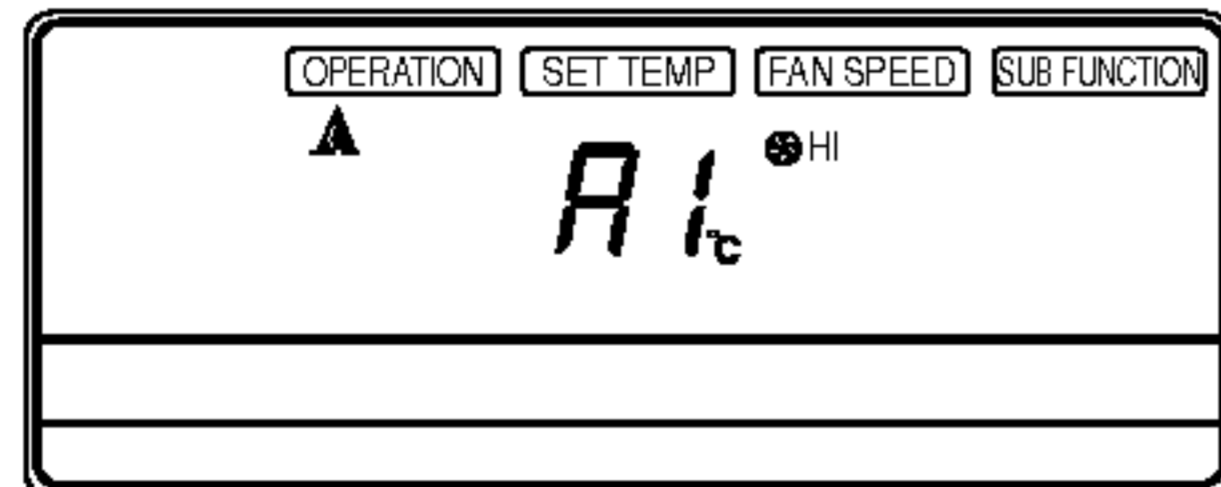 OPERATION SET TEMP FAN SPEED SUB FUNCTION
A1°C HI